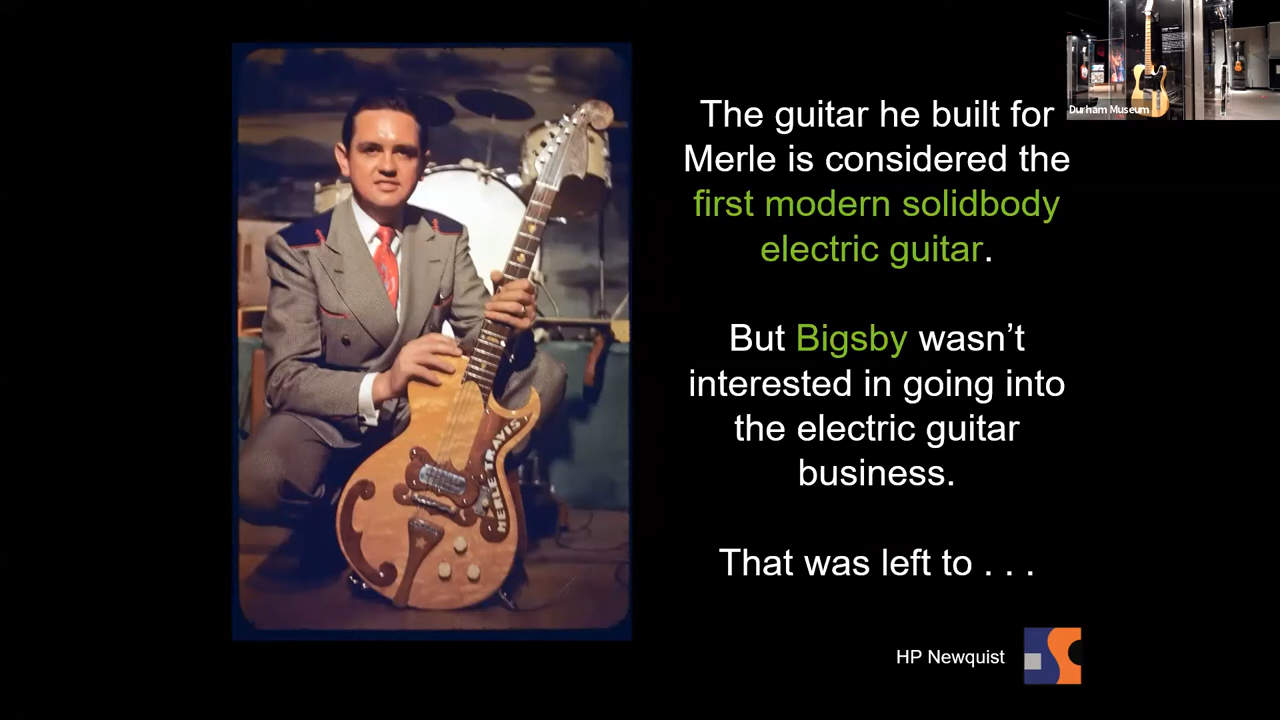 The guitar he built for
Merle is considered the
first modern solidbody
electric guitar.
But Bigsby wasn’t
interested in going into
the electric guitar
business.
That was left to . . .
HP Newquist
Durham Museum
MERLE TRAVIS